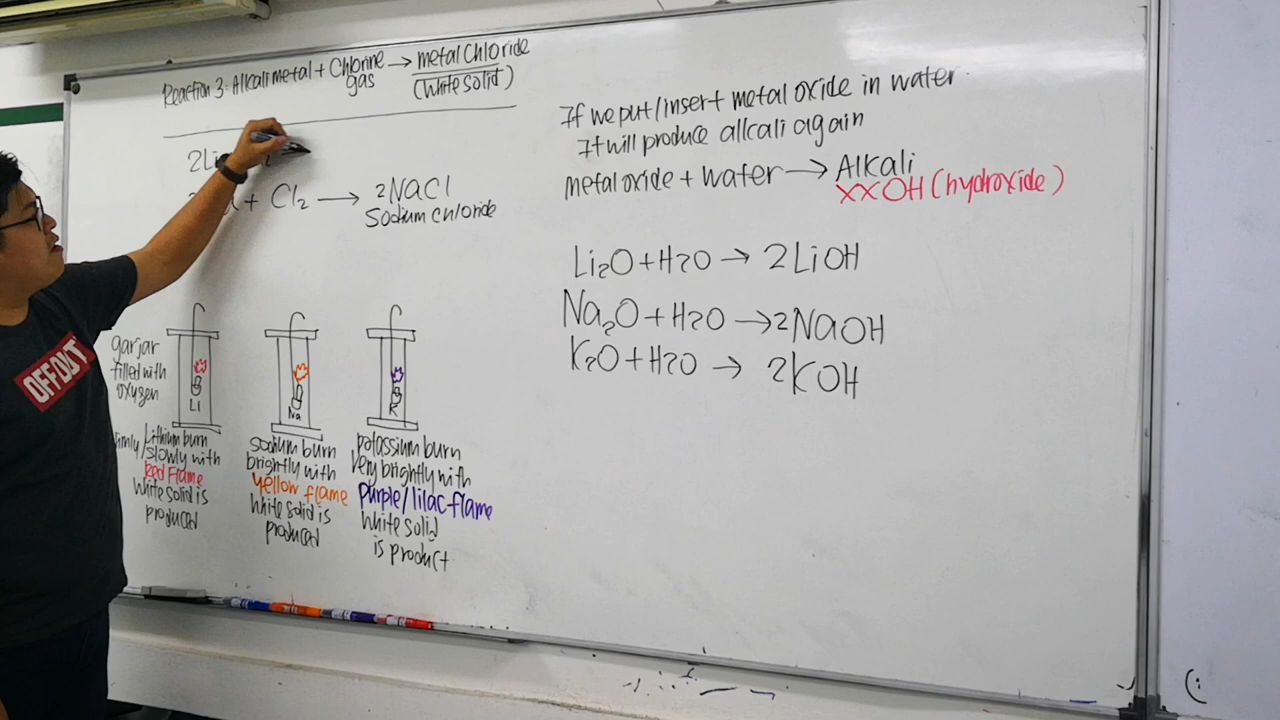 Reaction 3: Alkali metal + Chlorine gas → metal chloride
(white solid)
2Li
+ Cl₂ → 2NaCl
Sodium chloride
garjar
filled with
oxygen
Li
Na
K
Lithium burn
slowly with
Red Flame
white solid is
produced
sodium burn
brightly with
yellow flame
white solid is
produced
potassium burn
very brightly with
purple/lilac flame
white solid
is product
If we put/insert metal oxide in water.
It will produce allcali again
metal oxide + water → Alkali
xxOH (hydroxide)
Li₂O + H2O → 2LiOH
Na₂O + H2O → 2NaOH
K₂O + H2O → 2KOH
OFFDUT